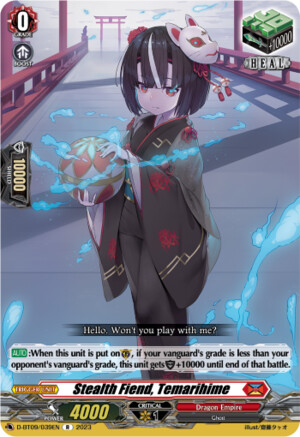 0
GRADE
+10000
BOOST
HEAL
10000
SHIELD
Hello. Won't you play with me?
AUTO :When this unit is put on G, if your vanguard's grade is less than your
opponent's vanguard's grade, this unit gets +10000 until end of that battle.
TRIGGER UNIT
Stealth Fiend, Temarihime
POWER 4000
CRITICAL
1
Dragon Empire
Ghost
D-BT09/039EN R 2023